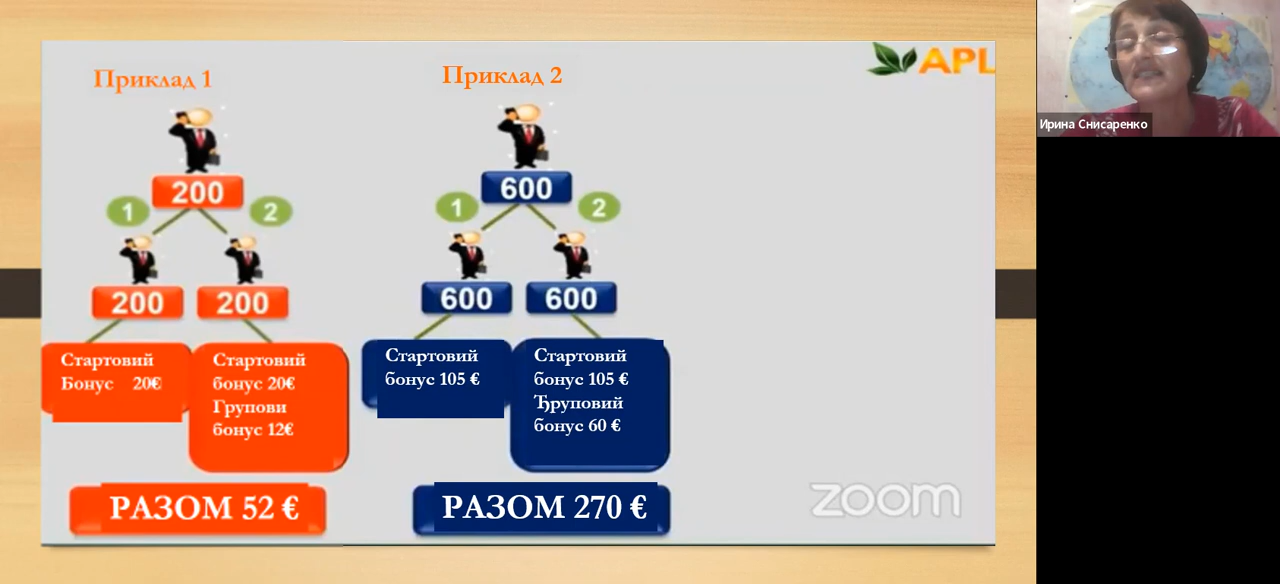 Приклад 1
Приклад 2
APL
200
600
1
2
1
2
200
200
600
600
Стартовий
Бонус 20€
Стартовий
бонус 20€
Групови
бонус 12€
Стартовий
бонус 105 €
Стартовий
бонус 105 €
Ђруповий
бонус 60 €
РАЗОМ 52 €
РАЗОМ 270 €
zoom
Ирина Снисаренко